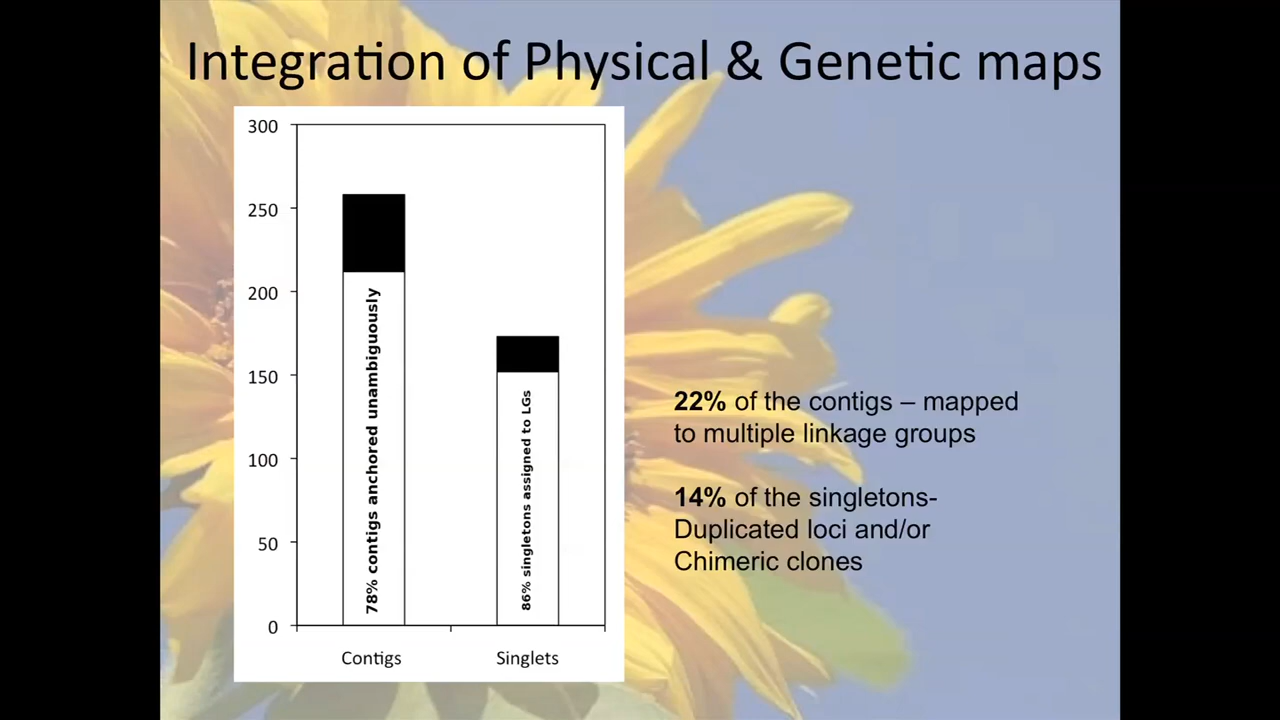 Integration of Physical & Genetic maps
300
250
200
150
100
50
0
78% contigs anchored unambiguously
86% singletons assigned to LGs
Contigs
Singlets
22% of the contigs – mapped
to multiple linkage groups
14% of the singletons-
Duplicated loci and/or
Chimeric clones